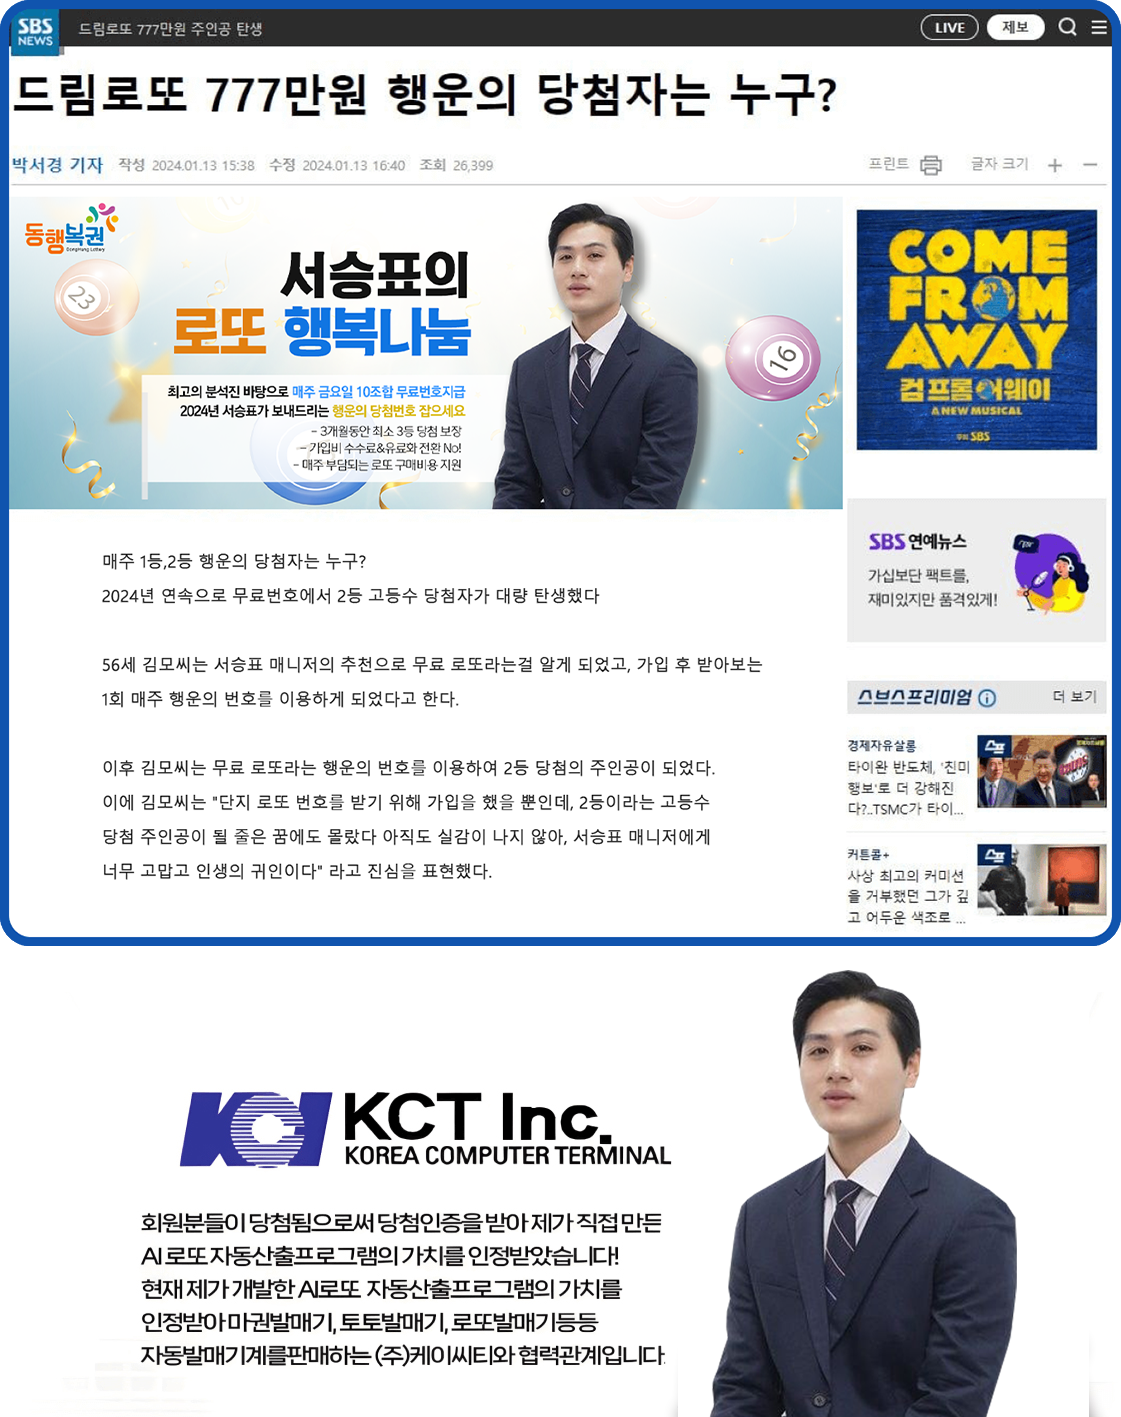 SBS NEWS
드림로또 777만원 주인공 탄생
LIVE
제보
드림로또 777만원 행운의 당첨자는 누구?
박서경 기자 작성 2024.01.13 15:38 수정 2024.01.13 16:40 조회 26,399
프린트 글자 크기 + −
동행복권
23
서승표의
로또 행복나눔
16
최고의 분석진 바탕으로 매주 금요일 10조합 무료번호지급
2024년 서승표가 보내드리는 행운의 당첨번호 잡으세요
- 3개월동안 최소 3등 당첨 보장
- 가입비 수수료&유료화 전환 No!
- 매주 부담되는 로또 구매비용 지원
COME
FROM
AWAY
컴 프롬 어웨이
A NEW MUSICAL
주최 SBS
매주 1등,2등 행운의 당첨자는 누구?
2024년 연속으로 무료번호에서 2등 고등수 당첨자가 대량 탄생했다
56세 김모씨는 서승표 매니저의 추천으로 무료 로또라는걸 알게 되었고, 가입 후 받아보는
1회 매주 행운의 번호를 이용하게 되었다고 한다.
이후 김모씨는 무료 로또라는 행운의 번호를 이용하여 2등 당첨의 주인공이 되었다.
이에 김모씨는 "단지 로또 번호를 받기 위해 가입을 했을 뿐인데, 2등이라는 고등수
당첨 주인공이 될 줄은 꿈에도 몰랐다 아직도 실감이 나지 않아, 서승표 매니저에게
너무 고맙고 인생의 귀인이다" 라고 진심을 표현했다.
SBS 연예뉴스
가십보단 팩트를,
재미있지만 품격있게!
스브스프리미엄
더 보기
경제자유살롱
타이완 반도체, '친미
행보'로 더 강해진
다?..TSMC가 타이...
스프
커튼콜+
사상 최고의 커미션
을 거부했던 그가 깊
고 어두운 색조로 ...
스프
KCT Inc.
KOREA COMPUTER TERMINAL
회원분들이 당첨됨으로써 당첨인증을 받아 제가 직접 만든
AI 로또 자동산출프로그램의 가치를 인정받았습니다!
현재 제가 개발한 AI로또 자동산출프로그램의 가치를
인정받아 마권발매기, 토토발매기, 로또발매기등등
자동발매기계를판매하는 (주)케이씨티와 협력관계입니다.